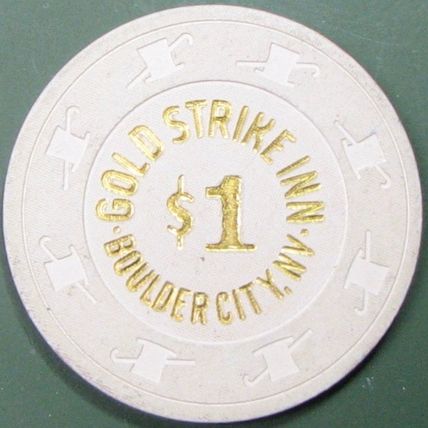 GOLD STRIKE INN
$1
·BOULDER CITY, NV·